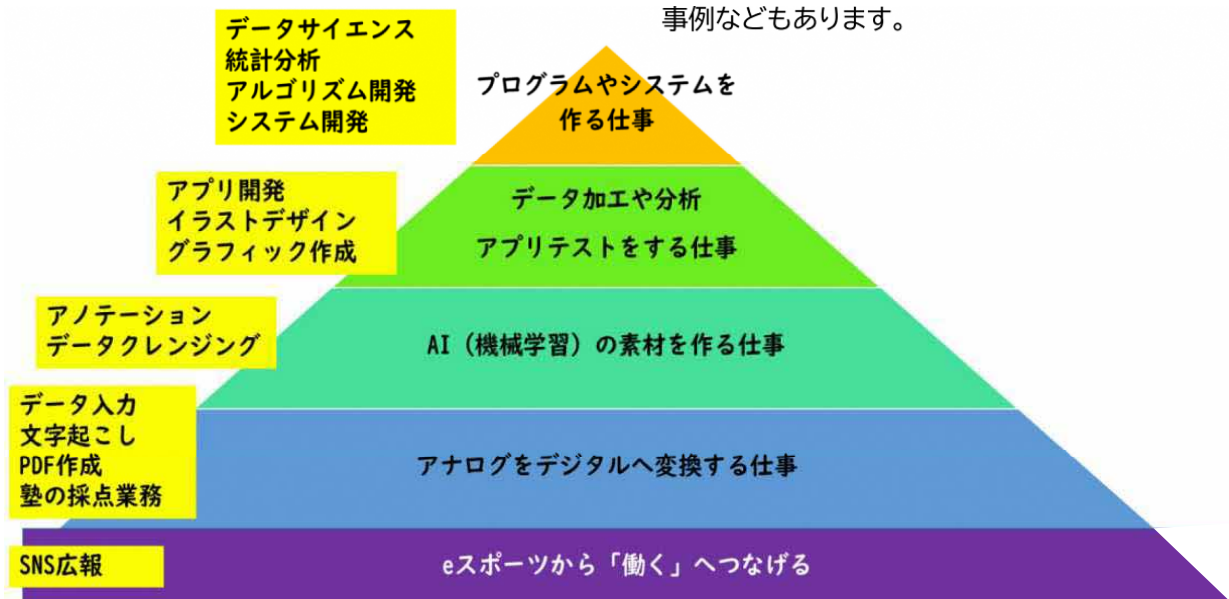 事例などもあります。
データサイエンス
統計分析
アルゴリズム開発
システム開発
プログラムやシステムを
作る仕事
アプリ開発
イラストデザイン
グラフィック作成
データ加工や分析
アプリテストをする仕事
アノテーション
データクレンジング
AI（機械学習）の素材を作る仕事
データ入力
文字起こし
PDF作成
塾の採点業務
アナログをデジタルへ変換する仕事
SNS広報
eスポーツから「働く」へつなげる